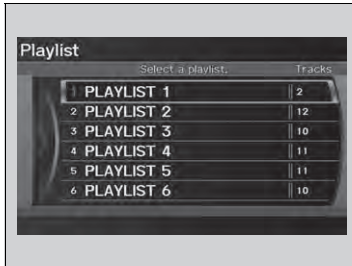 Playlist
Select a playlist. Tracks
1 PLAYLIST 1 2
2 PLAYLIST 2 12
3 PLAYLIST 3 10
4 PLAYLIST 4 11
5 PLAYLIST 5 11
6 PLAYLIST 6 10